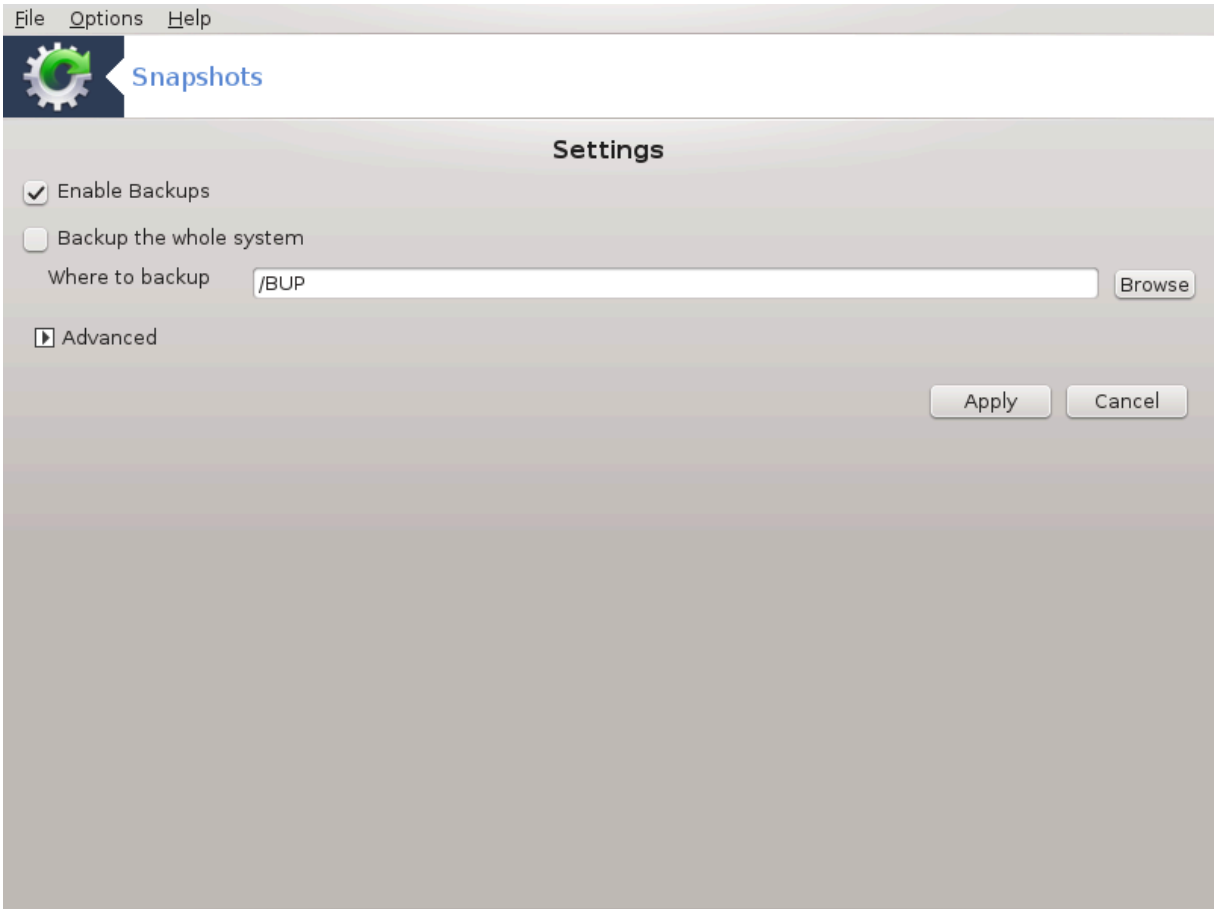 File Options Help
Snapshots
Settings
Enable Backups
Backup the whole system
Where to backup /BUP Browse
Advanced
Apply Cancel